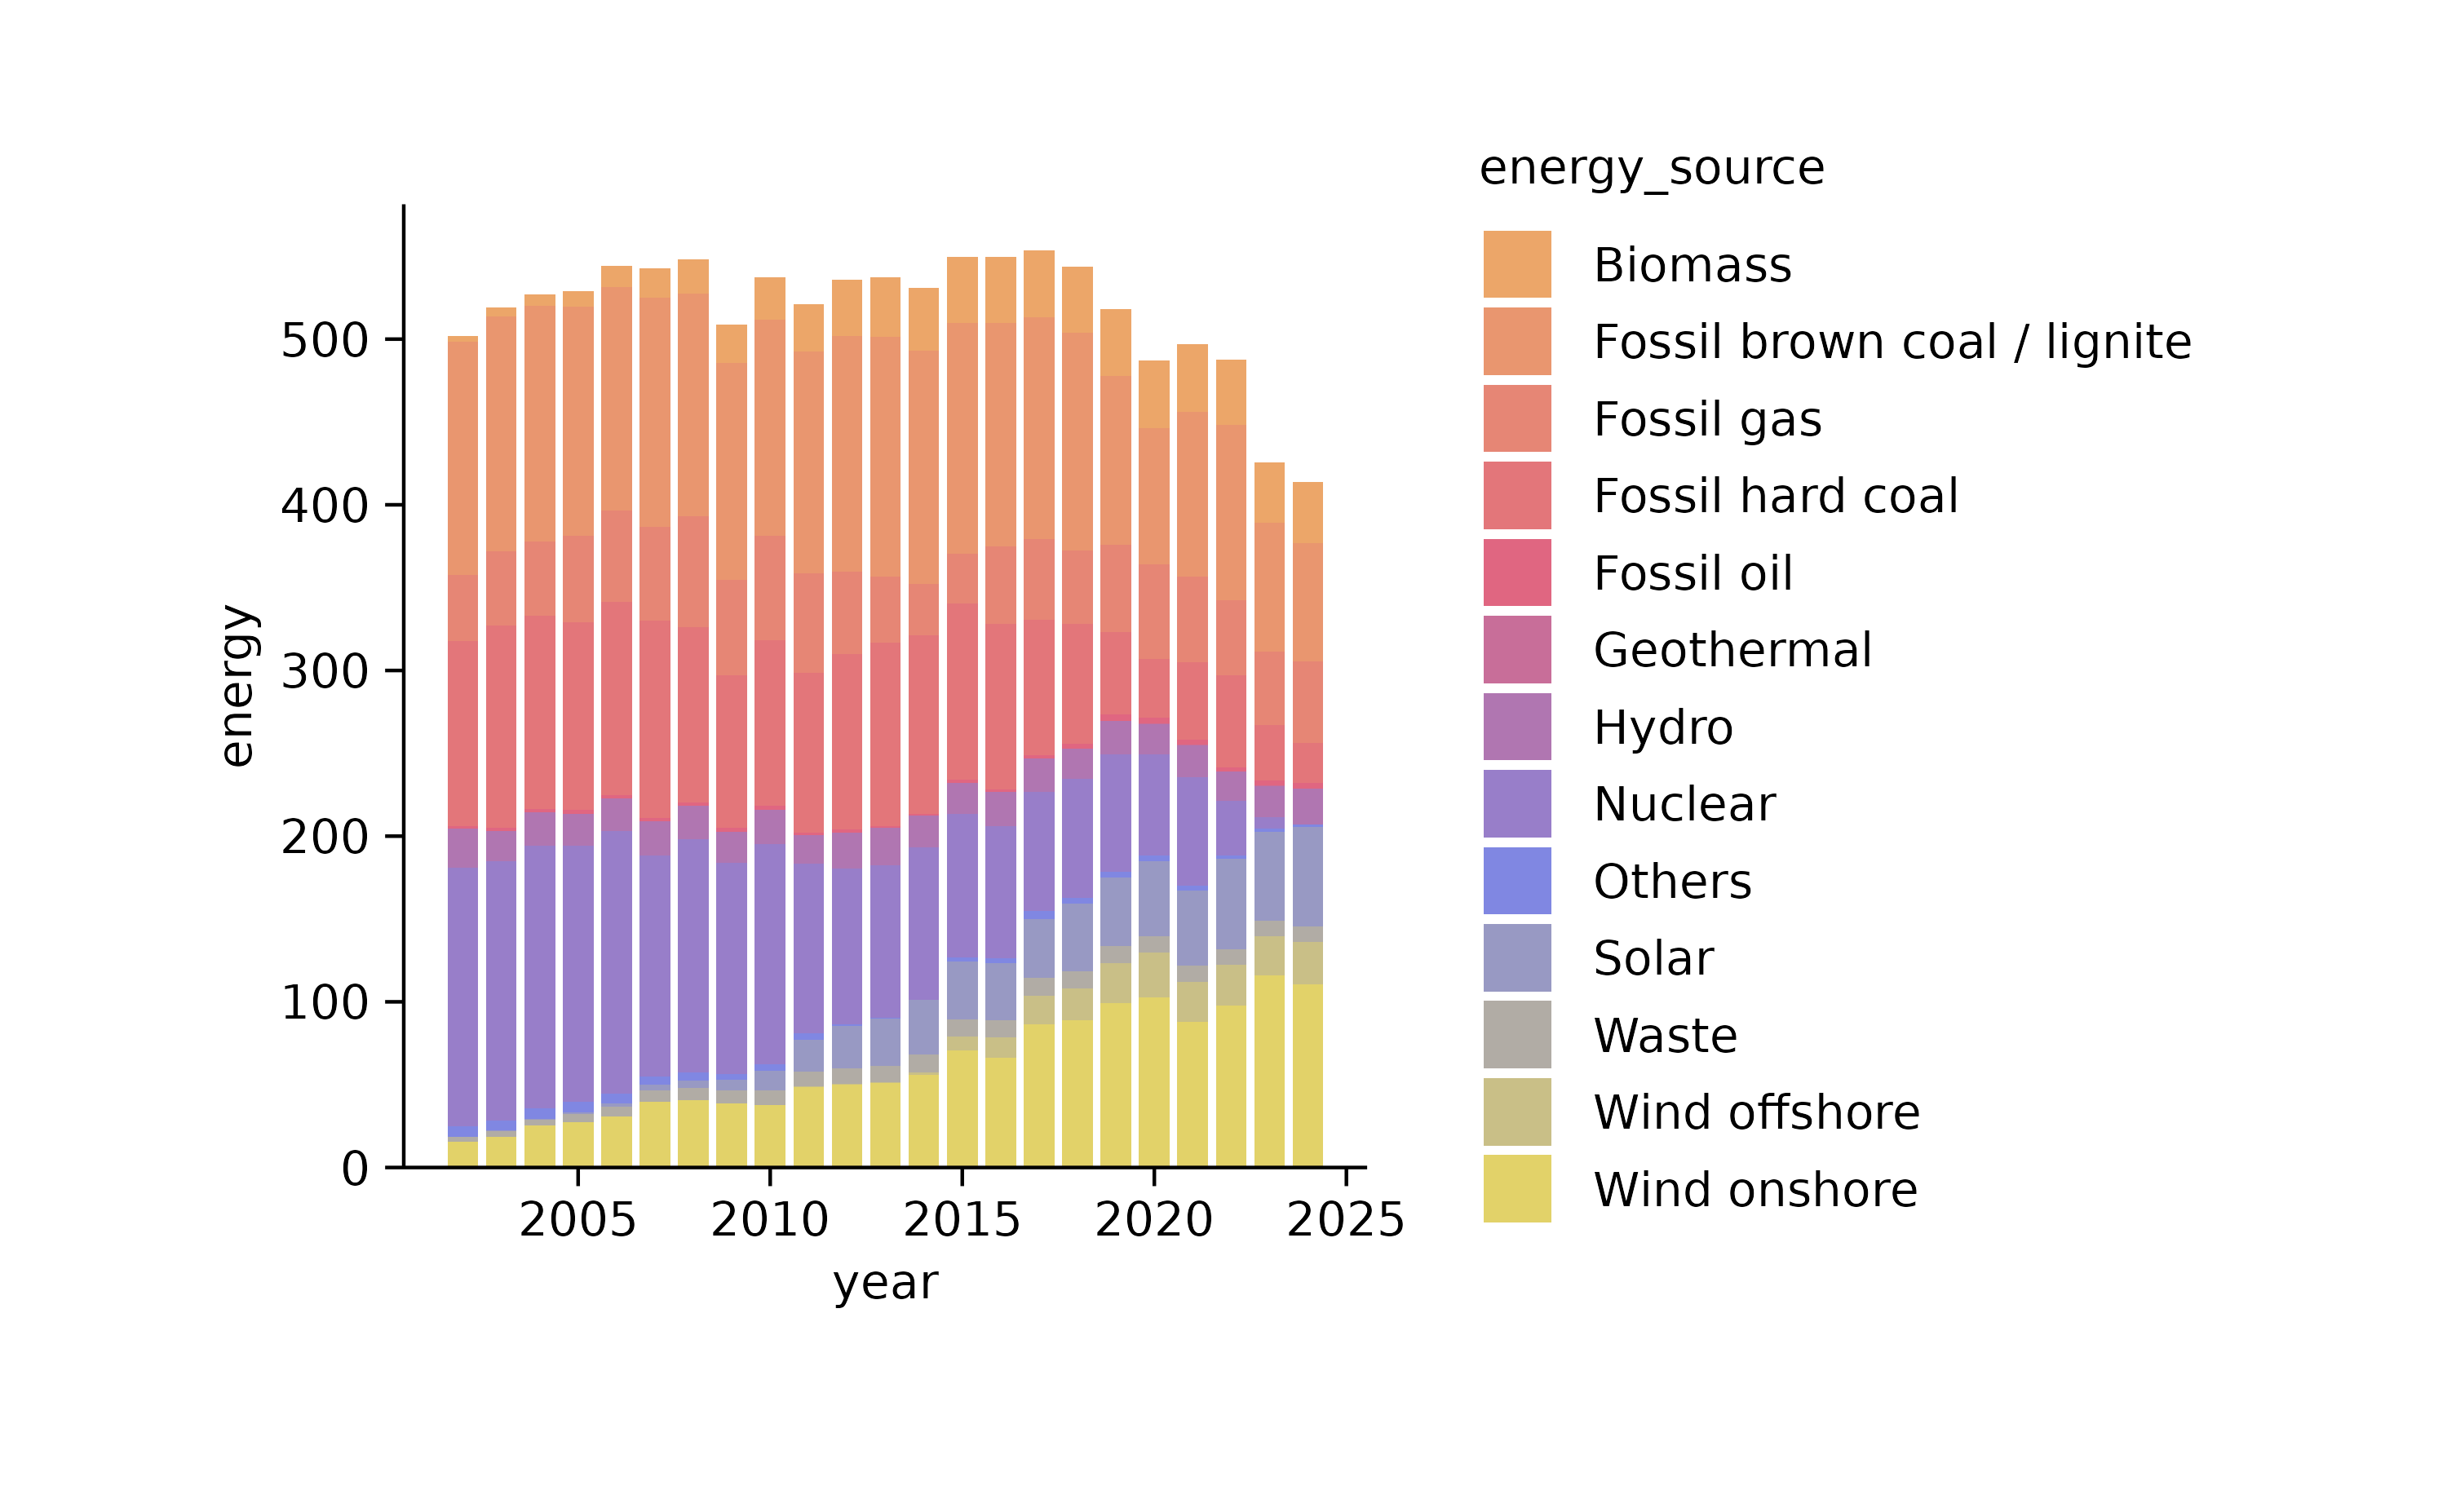 energy_source
Biomass
Fossil brown coal / lignite
Fossil gas
Fossil hard coal
Fossil oil
Geothermal
Hydro
Nuclear
Others
Solar
Waste
Wind offshore
Wind onshore
energy
500
400
300
200
100
0
2005 2010 2015 2020 2025
year